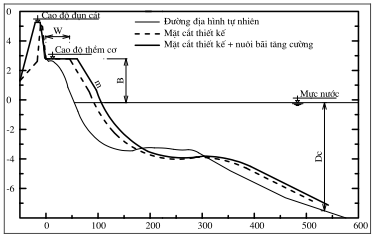 Cao độ đụn cát
W
Cao độ thềm cơ
Đường địa hình tự nhiên
Mặt cắt thiết kế
Mặt cắt thiết kế + nuôi bãi tăng cường
m
B
Mực nước
Dc
6
4
2
0
-2
-4
-6
0
100
200
300
400
500
600